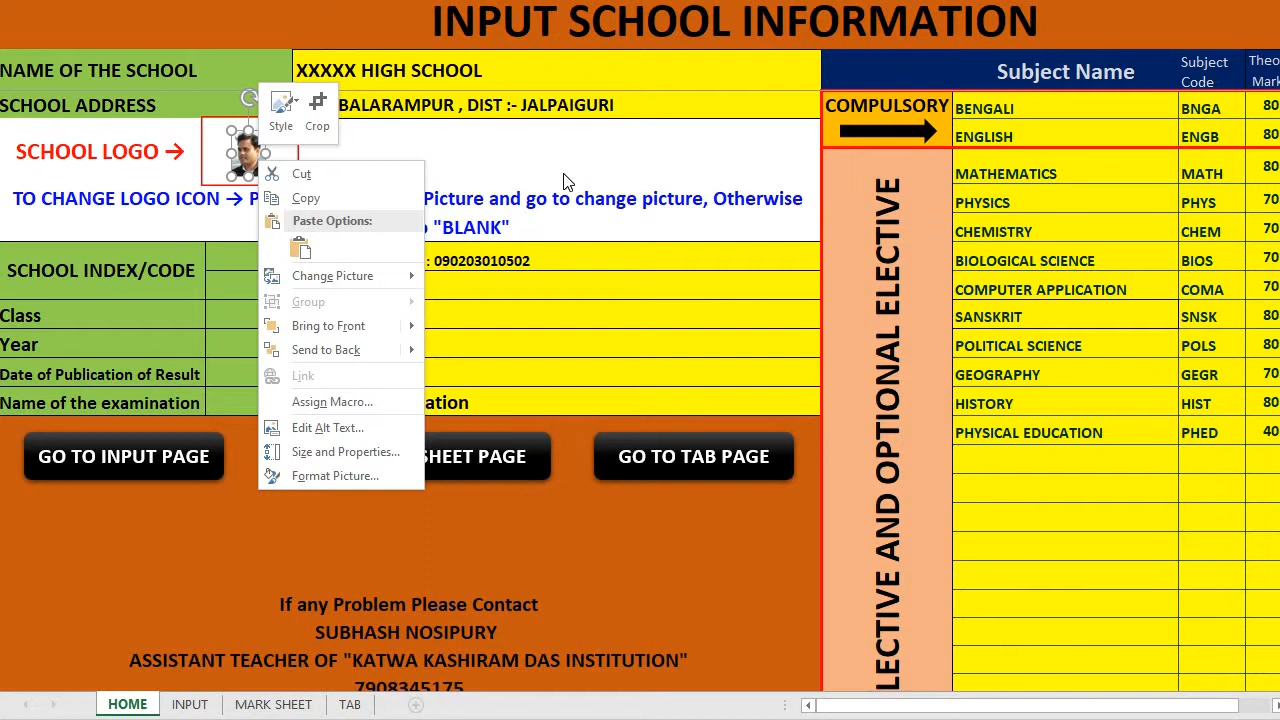 INPUT SCHOOL INFORMATION
NAME OF THE SCHOOL
XXXXX HIGH SCHOOL
SCHOOL ADDRESS
BALARAMPUR , DIST :- JALPAIGURI
Style
Crop
SCHOOL LOGO →
TO CHANGE LOGO ICON → P
Picture and go to change picture, Otherwise
"BLANK"
Cut
Copy
Paste Options:
Change Picture
Group
Bring to Front
Send to Back
Link
Assign Macro...
Edit Alt Text...
Size and Properties...
Format Picture...
SCHOOL INDEX/CODE
: 090203010502
Class
Year
Date of Publication of Result
Name of the examination
ation
GO TO INPUT PAGE
SHEET PAGE
GO TO TAB PAGE
If any Problem Please Contact
SUBHASH NOSIPURY
ASSISTANT TEACHER OF "KATWA KASHIRAM DAS INSTITUTION"
7908345175
Subject Name
Subject Code
Theo
Mark
COMPULSORY
BENGALI BNGA 80
ENGLISH ENGB 80
LECTIVE AND OPTIONAL ELECTIVE
MATHEMATICS MATH 80
PHYSICS PHYS 70
CHEMISTRY CHEM 70
BIOLOGICAL SCIENCE BIOS 70
COMPUTER APPLICATION COMA 70
SANSKRIT SNSK 80
POLITICAL SCIENCE POLS 80
GEOGRAPHY GEGR 70
HISTORY HIST 80
PHYSICAL EDUCATION PHED 40
HOME
INPUT
MARK SHEET
TAB